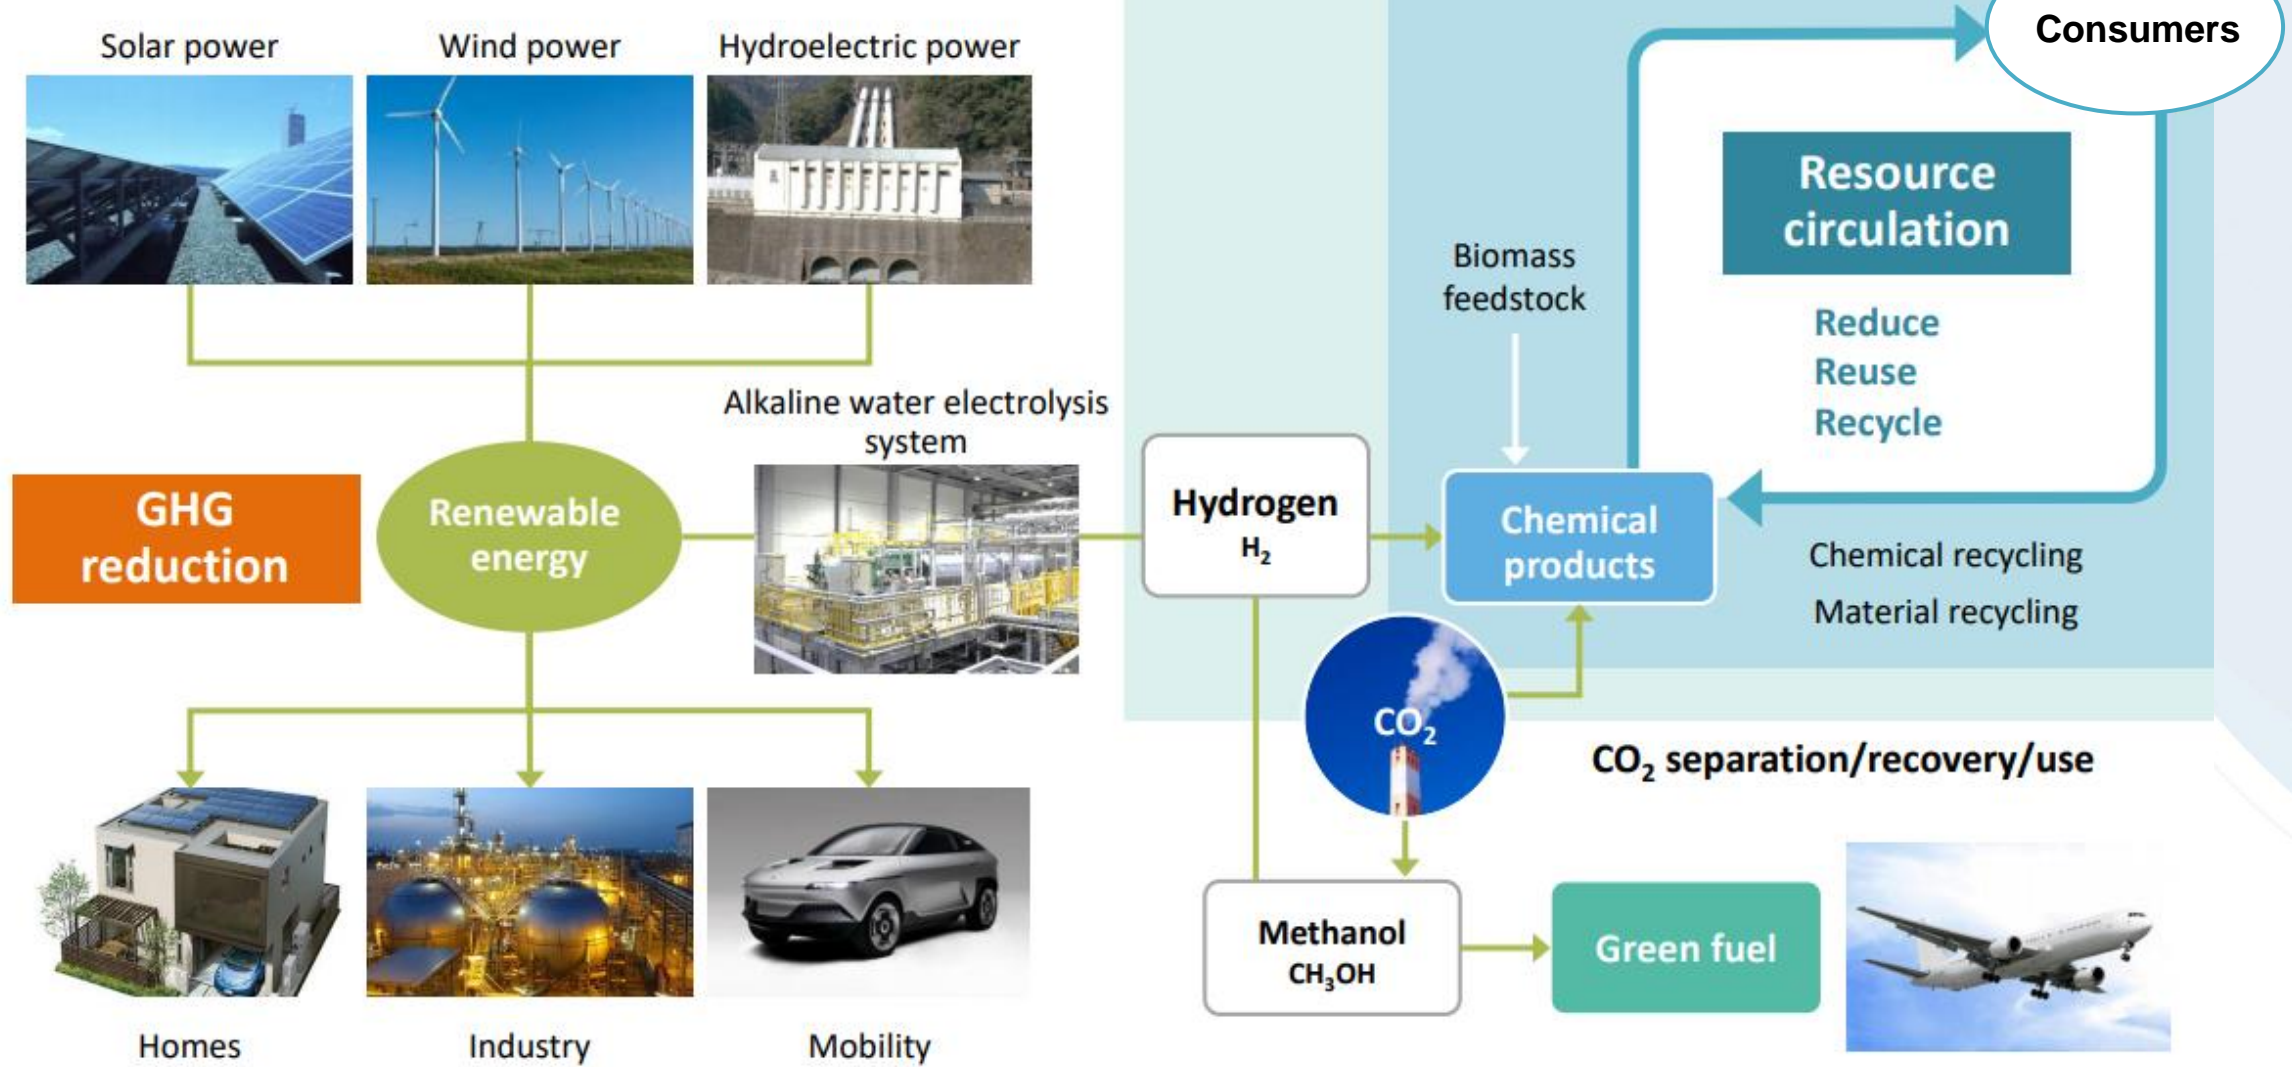 Solar power
Wind power
Hydroelectric power
Consumers
Resource
circulation
Reduce
Reuse
Recycle
Biomass
feedstock
Alkaline water electrolysis
system
GHG
reduction
Renewable
energy
Hydrogen
H₂
Chemical
products
Chemical recycling
Material recycling
CO₂
CO₂ separation/recovery/use
Methanol
CH₃OH
Green fuel
Homes
Industry
Mobility